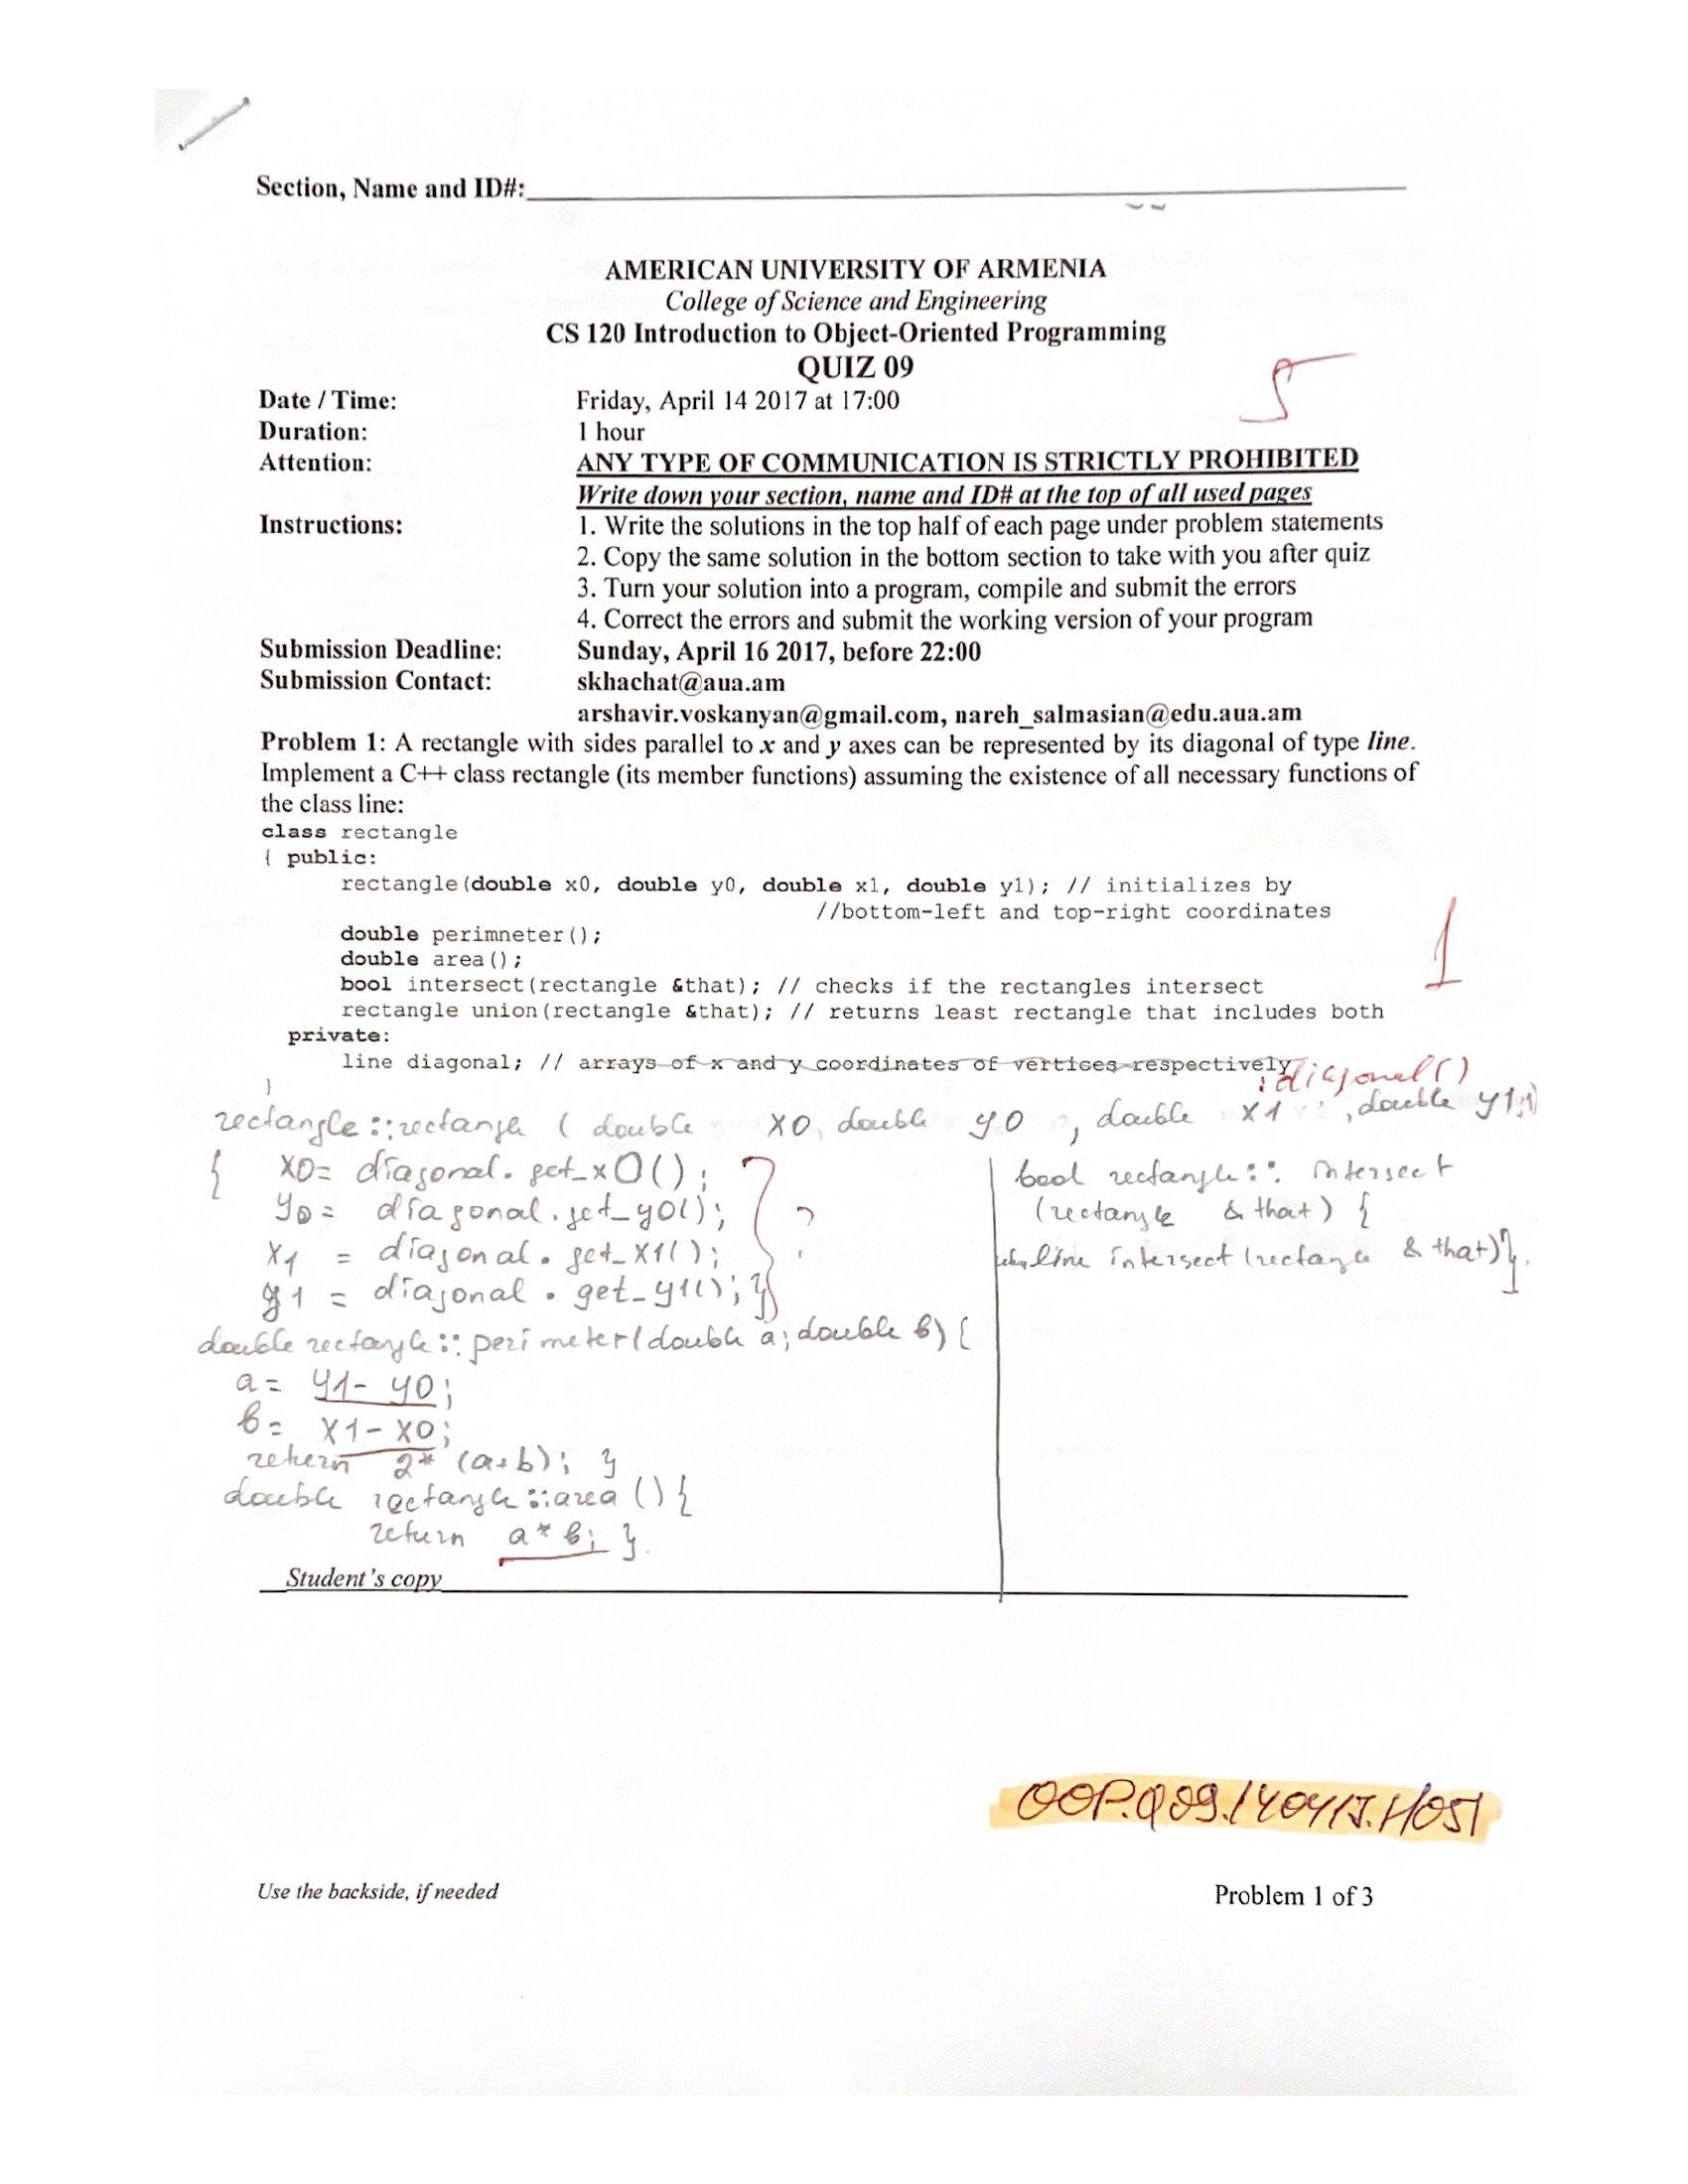 Section, Name and ID#:
AMERICAN UNIVERSITY OF ARMENIA
College of Science and Engineering
CS 120 Introduction to Object-Oriented Programming
QUIZ 09
5
Date / Time: Friday, April 14 2017 at 17:00
Duration: 1 hour
Attention: ANY TYPE OF COMMUNICATION IS STRICTLY PROHIBITED
Write down your section, name and ID# at the top of all used pages
Instructions: 1. Write the solutions in the top half of each page under problem statements
2. Copy the same solution in the bottom section to take with you after quiz
3. Turn your solution into a program, compile and submit the errors
4. Correct the errors and submit the working version of your program
Submission Deadline: Sunday, April 16 2017, before 22:00
Submission Contact: skhachat@aua.am
arshavir.voskanyan@gmail.com, nareh_salmasian@edu.aua.am
Problem 1: A rectangle with sides parallel to x and y axes can be represented by its diagonal of type line.
Implement a C++ class rectangle (its member functions) assuming the existence of all necessary functions of
the class line:
class rectangle
{ public:
rectangle(double x0, double y0, double x1, double y1); // initializes by
//bottom-left and top-right coordinates
double perimneter();
double area();
1
bool intersect(rectangle &that); // checks if the rectangles intersect
rectangle union(rectangle &that); // returns least rectangle that includes both
private:
line diagonal; // arrays of x and y coordinates of vertices respectively
}
: diagonal()
rectangle::rectangle ( double x0, double y0 , double x1 , double y1)
{ x0= diagonal. get_x0();
y0= diagonal.get_y0();
x1 = diagonal. get_x1();
y1 = diagonal . get_y1(); }
?
double rectangle:: perimeter(double a; double b) {
a= y1- y0;
b= x1- x0;
return 2* (a+b); }
double rectangle::area () {
return a* b; }.
bool rectangle:: intersect
(rectangle & that) {
line intersect (rectangle & that)}.
Student's copy
OOP.Q09.140417.H051
Use the backside, if needed
Problem 1 of 3